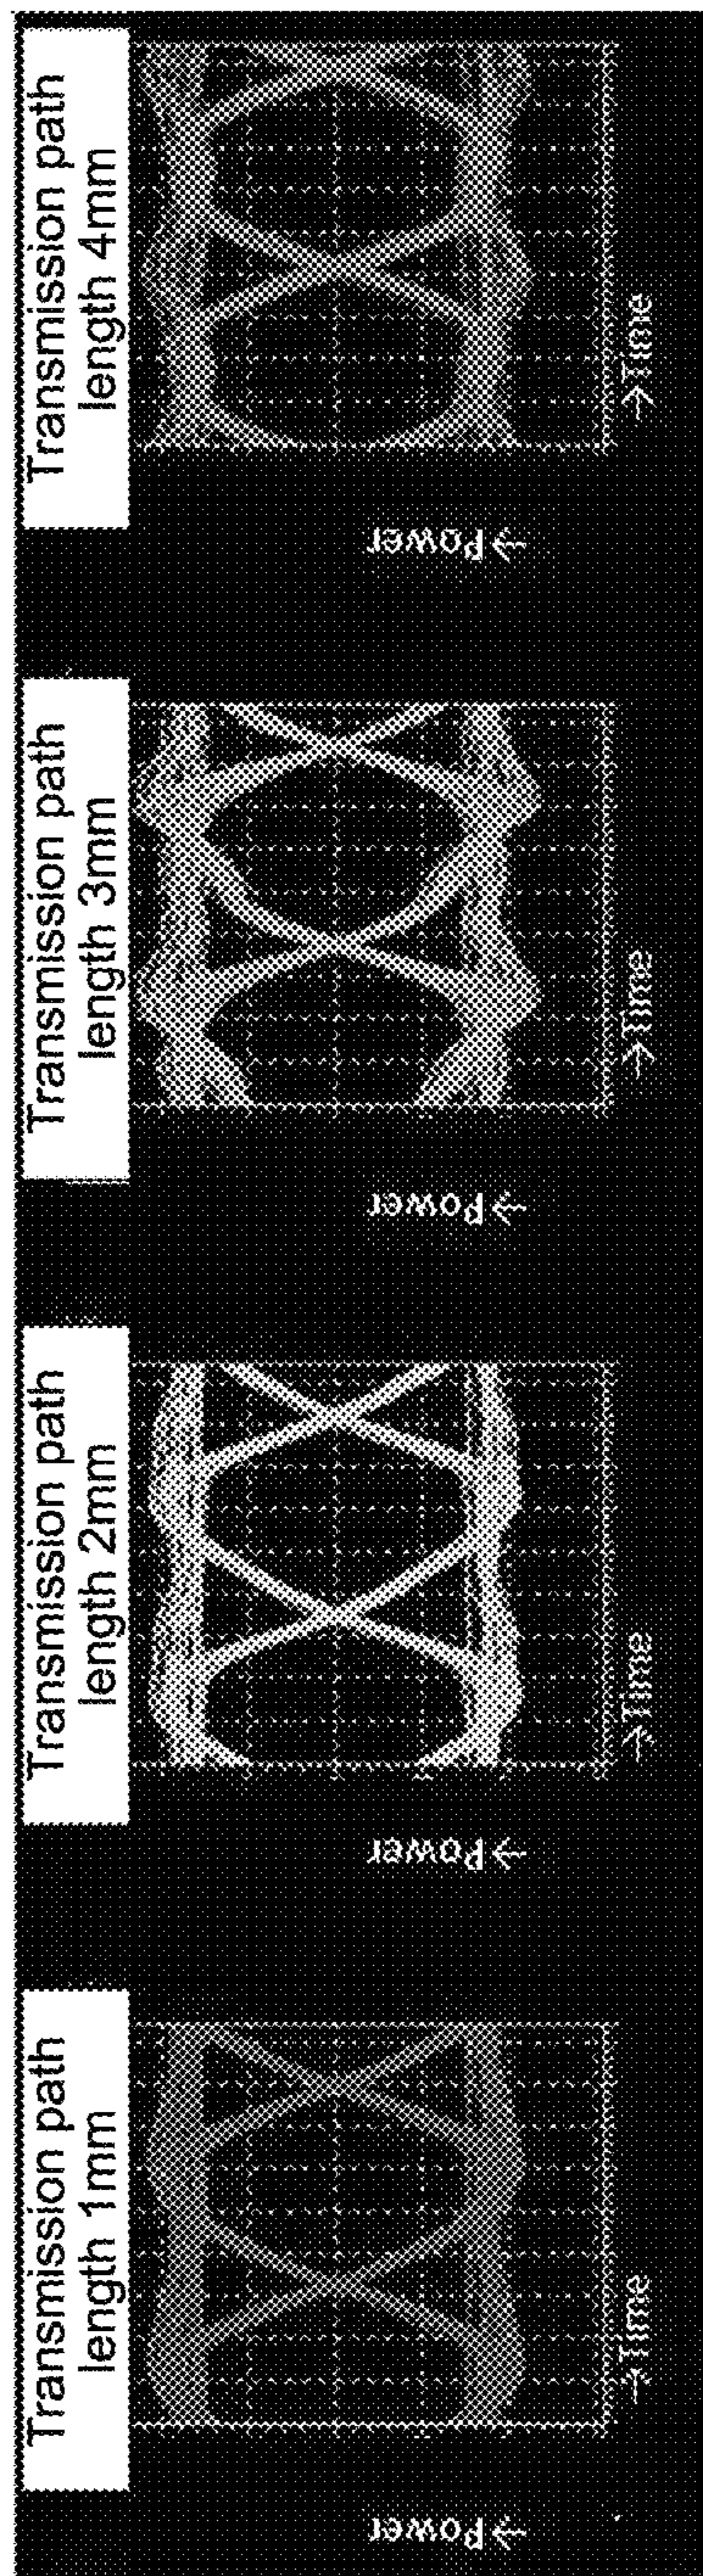 Transmission path
length 1mm
→Power
→Time
Transmission path
length 2mm
→Power
→Time
Transmission path
length 3mm
→Power
→Time
Transmission path
length 4mm
→Power
→Time